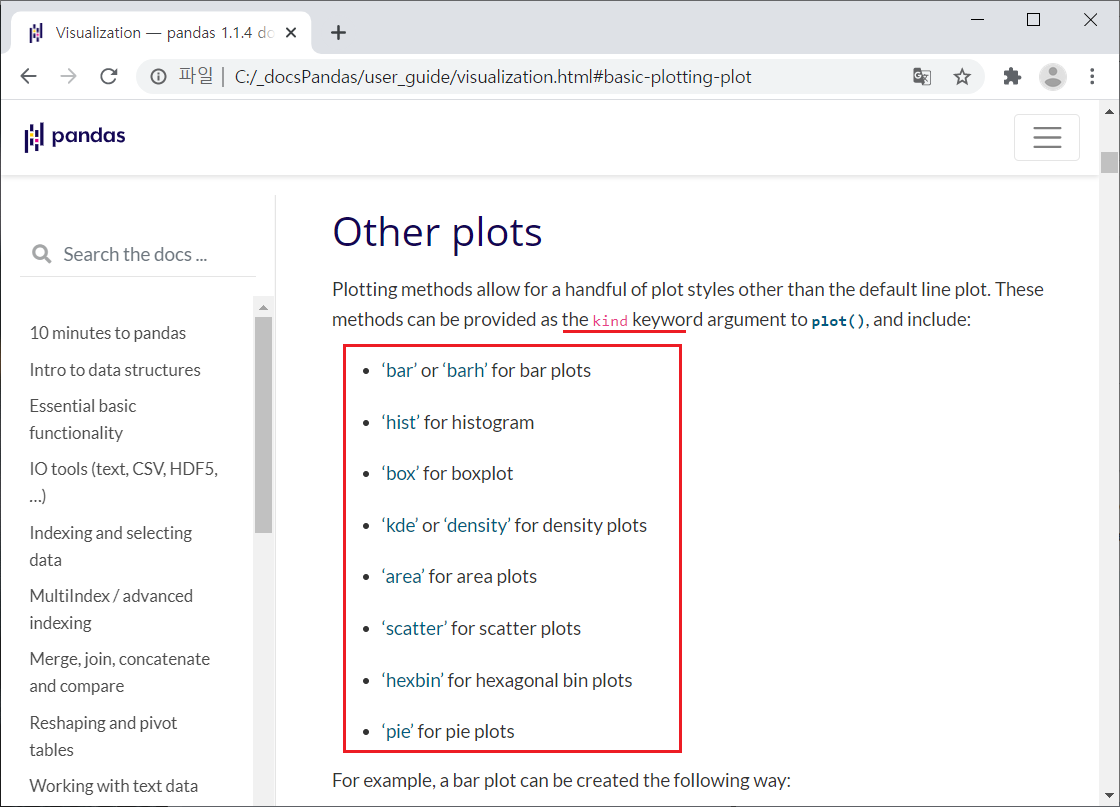 Visualization — pandas 1.1.4 do
파일 | C:/_docsPandas/user_guide/visualization.html#basic-plotting-plot
pandas
Search the docs ...
10 minutes to pandas
Intro to data structures
Essential basic
functionality
IO tools (text, CSV, HDF5,
…)
Indexing and selecting
data
MultiIndex / advanced
indexing
Merge, join, concatenate
and compare
Reshaping and pivot
tables
Working with text data
Other plots
Plotting methods allow for a handful of plot styles other than the default line plot. These
methods can be provided as the kind keyword argument to plot(), and include:
• ‘bar’ or ‘barh’ for bar plots
• ‘hist’ for histogram
• ‘box’ for boxplot
• ‘kde’ or ‘density’ for density plots
• ‘area’ for area plots
• ‘scatter’ for scatter plots
• ‘hexbin’ for hexagonal bin plots
• ‘pie’ for pie plots
For example, a bar plot can be created the following way: